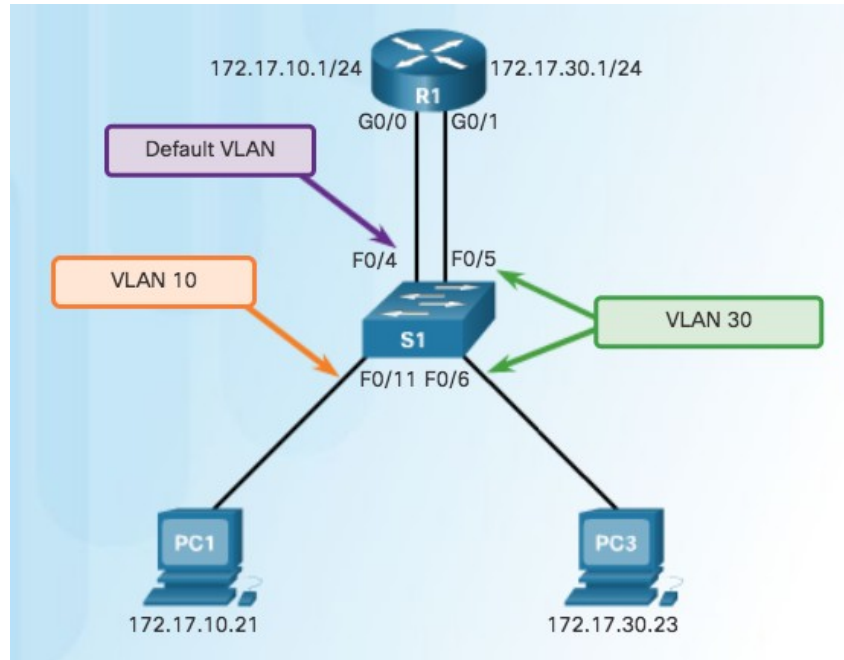 172.17.10.1/24
172.17.30.1/24
R1
G0/0
G0/1
Default VLAN
F0/4
F0/5
VLAN 10
VLAN 30
S1
F0/11
F0/6
PC1
PC3
172.17.10.21
172.17.30.23